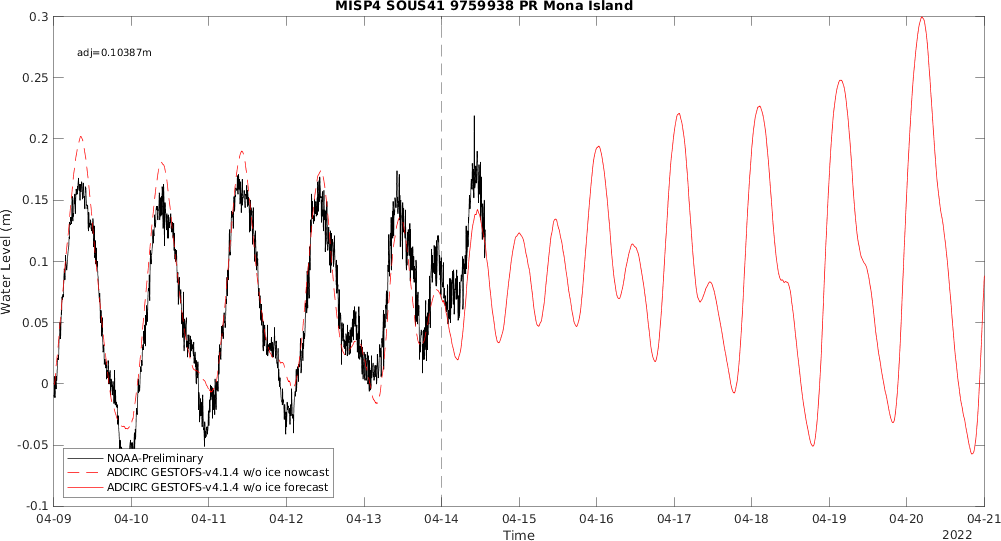 MISP4 SOUS41 9759938 PR Mona Island
adj=0.10387m
0.3
0.25
0.2
0.15
0.1
0.05
0
-0.05
-0.1
Water Level (m)
NOAA-Preliminary
ADCIRC GESTOFS-v4.1.4 w/o ice nowcast
ADCIRC GESTOFS-v4.1.4 w/o ice forecast
04-09 04-10 04-11 04-12 04-13 04-14 04-15 04-16 04-17 04-18 04-19 04-20 04-21
Time
2022